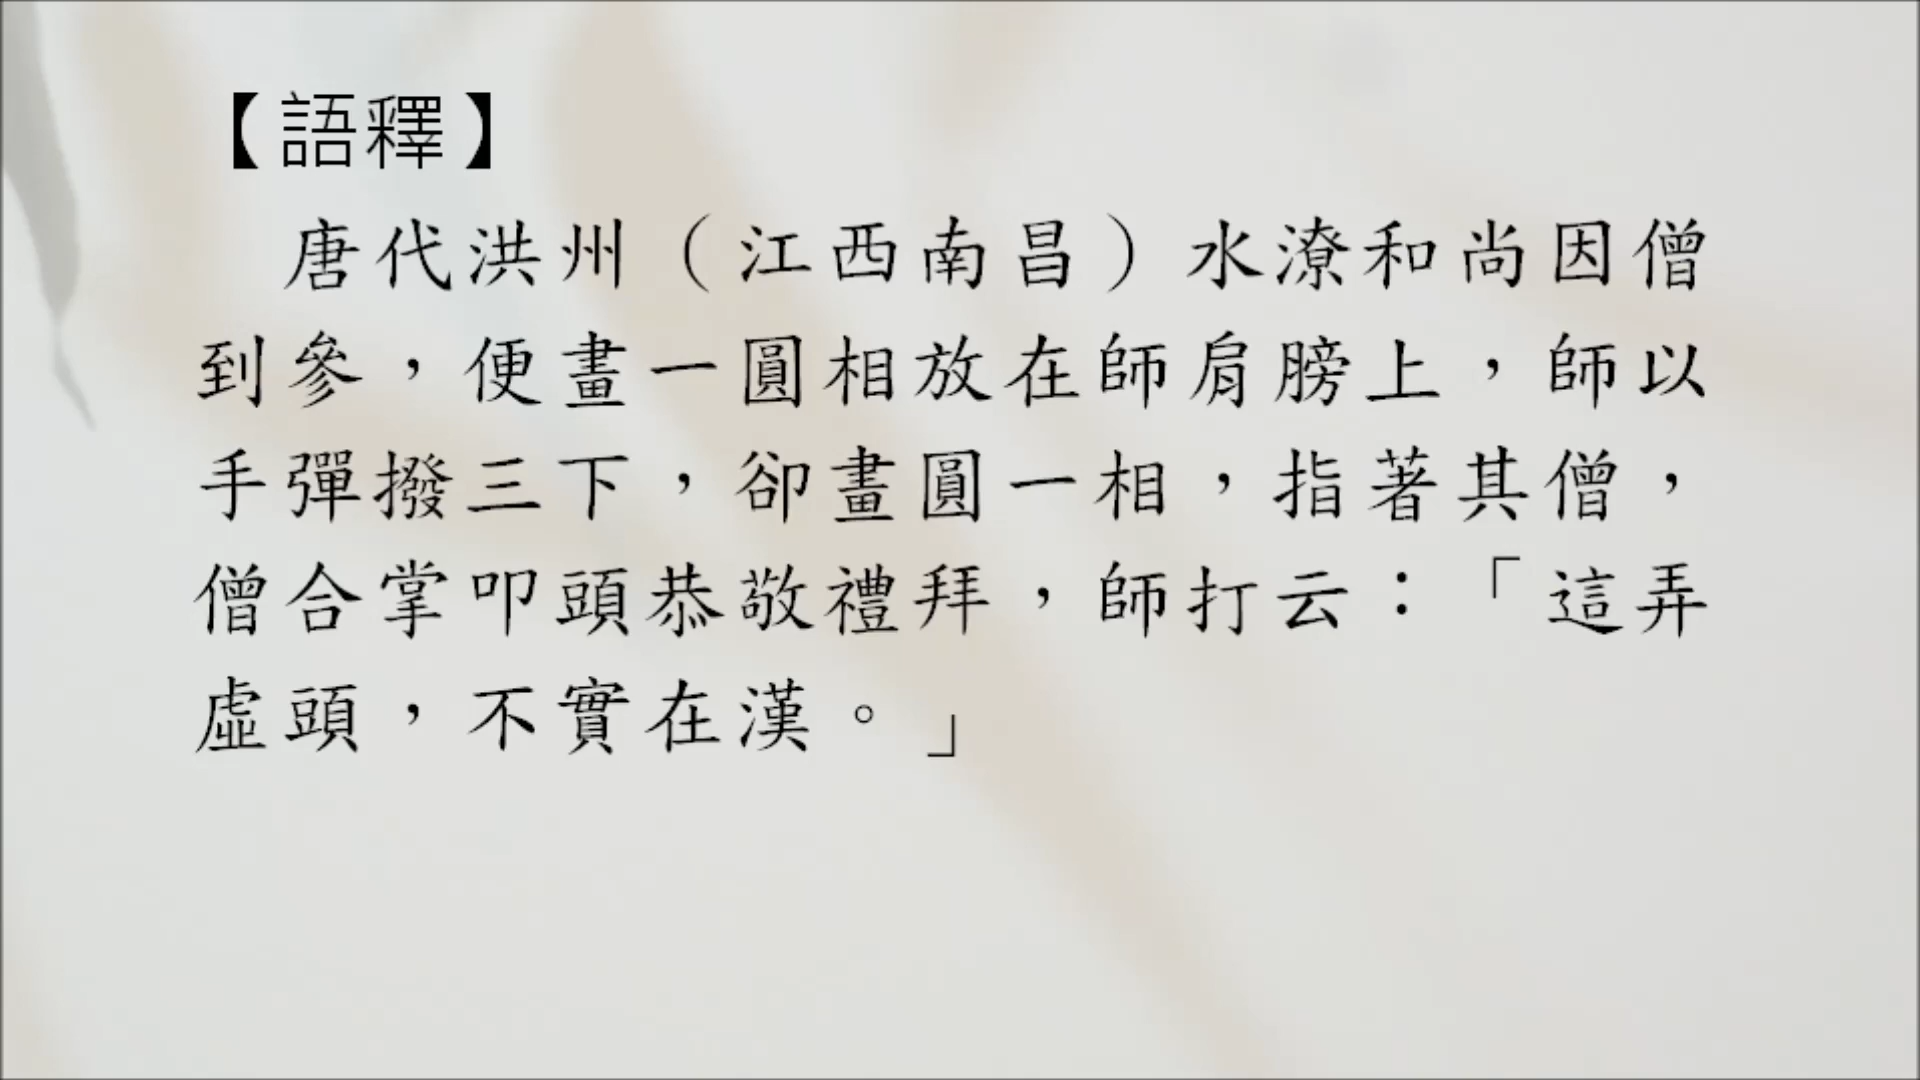 【語釋】
唐代洪州（江西南昌）水潦和尚因僧
到參，便畫一圓相放在師肩膀上，師以
手彈撥三下，卻畫圓一相，指著其僧，
僧合掌叩頭恭敬禮拜，師打云：「這弄
虛頭，不實在漢。」